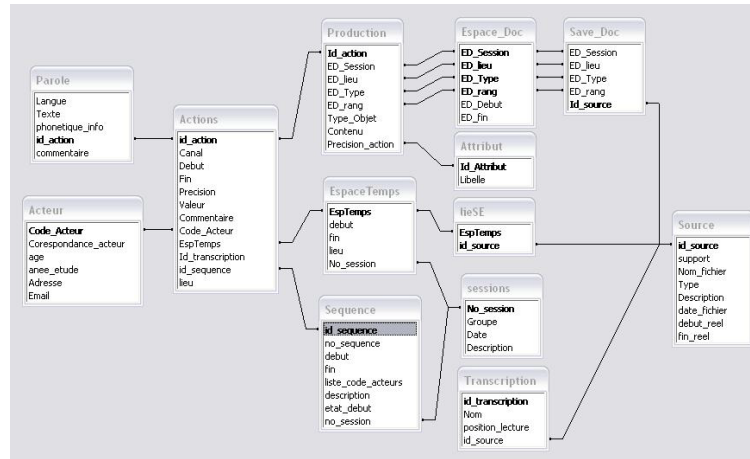 Production
Id_action
ED_Session
ED_lieu
ED_Type
ED_rang
Type_Objet
Contenu
Precision_action
Espace_Doc
ED_Session
ED_lieu
ED_Type
ED_rang
ED_Debut
ED_fin
Save_Doc
ED_Session
ED_lieu
ED_Type
ED_rang
Id_source
Parole
Langue
Texte
phonetique_info
id_action
commentaire
Actions
id_action
Canal
Debut
Fin
Precision
Valeur
Commentaire
Code_Acteur
EspTemps
Id_transcription
id_sequence
lieu
Attribut
Id_Attribut
Libelle
Acteur
Code_Acteur
Corespondance_acteur
age
anee_etude
Adresse
Email
EspaceTemps
EspTemps
debut
fin
lieu
No_session
lieSE
EspTemps
id_source
Source
id_source
support
Nom_fichier
Type
Description
date_fichier
debut_reel
fin_reel
sessions
No_session
Groupe
Date
Description
Sequence
id_sequence
no_sequence
debut
fin
liste_code_acteurs
description
etat_debut
no_session
Transcription
id_transcription
Nom
position_lecture
id_source